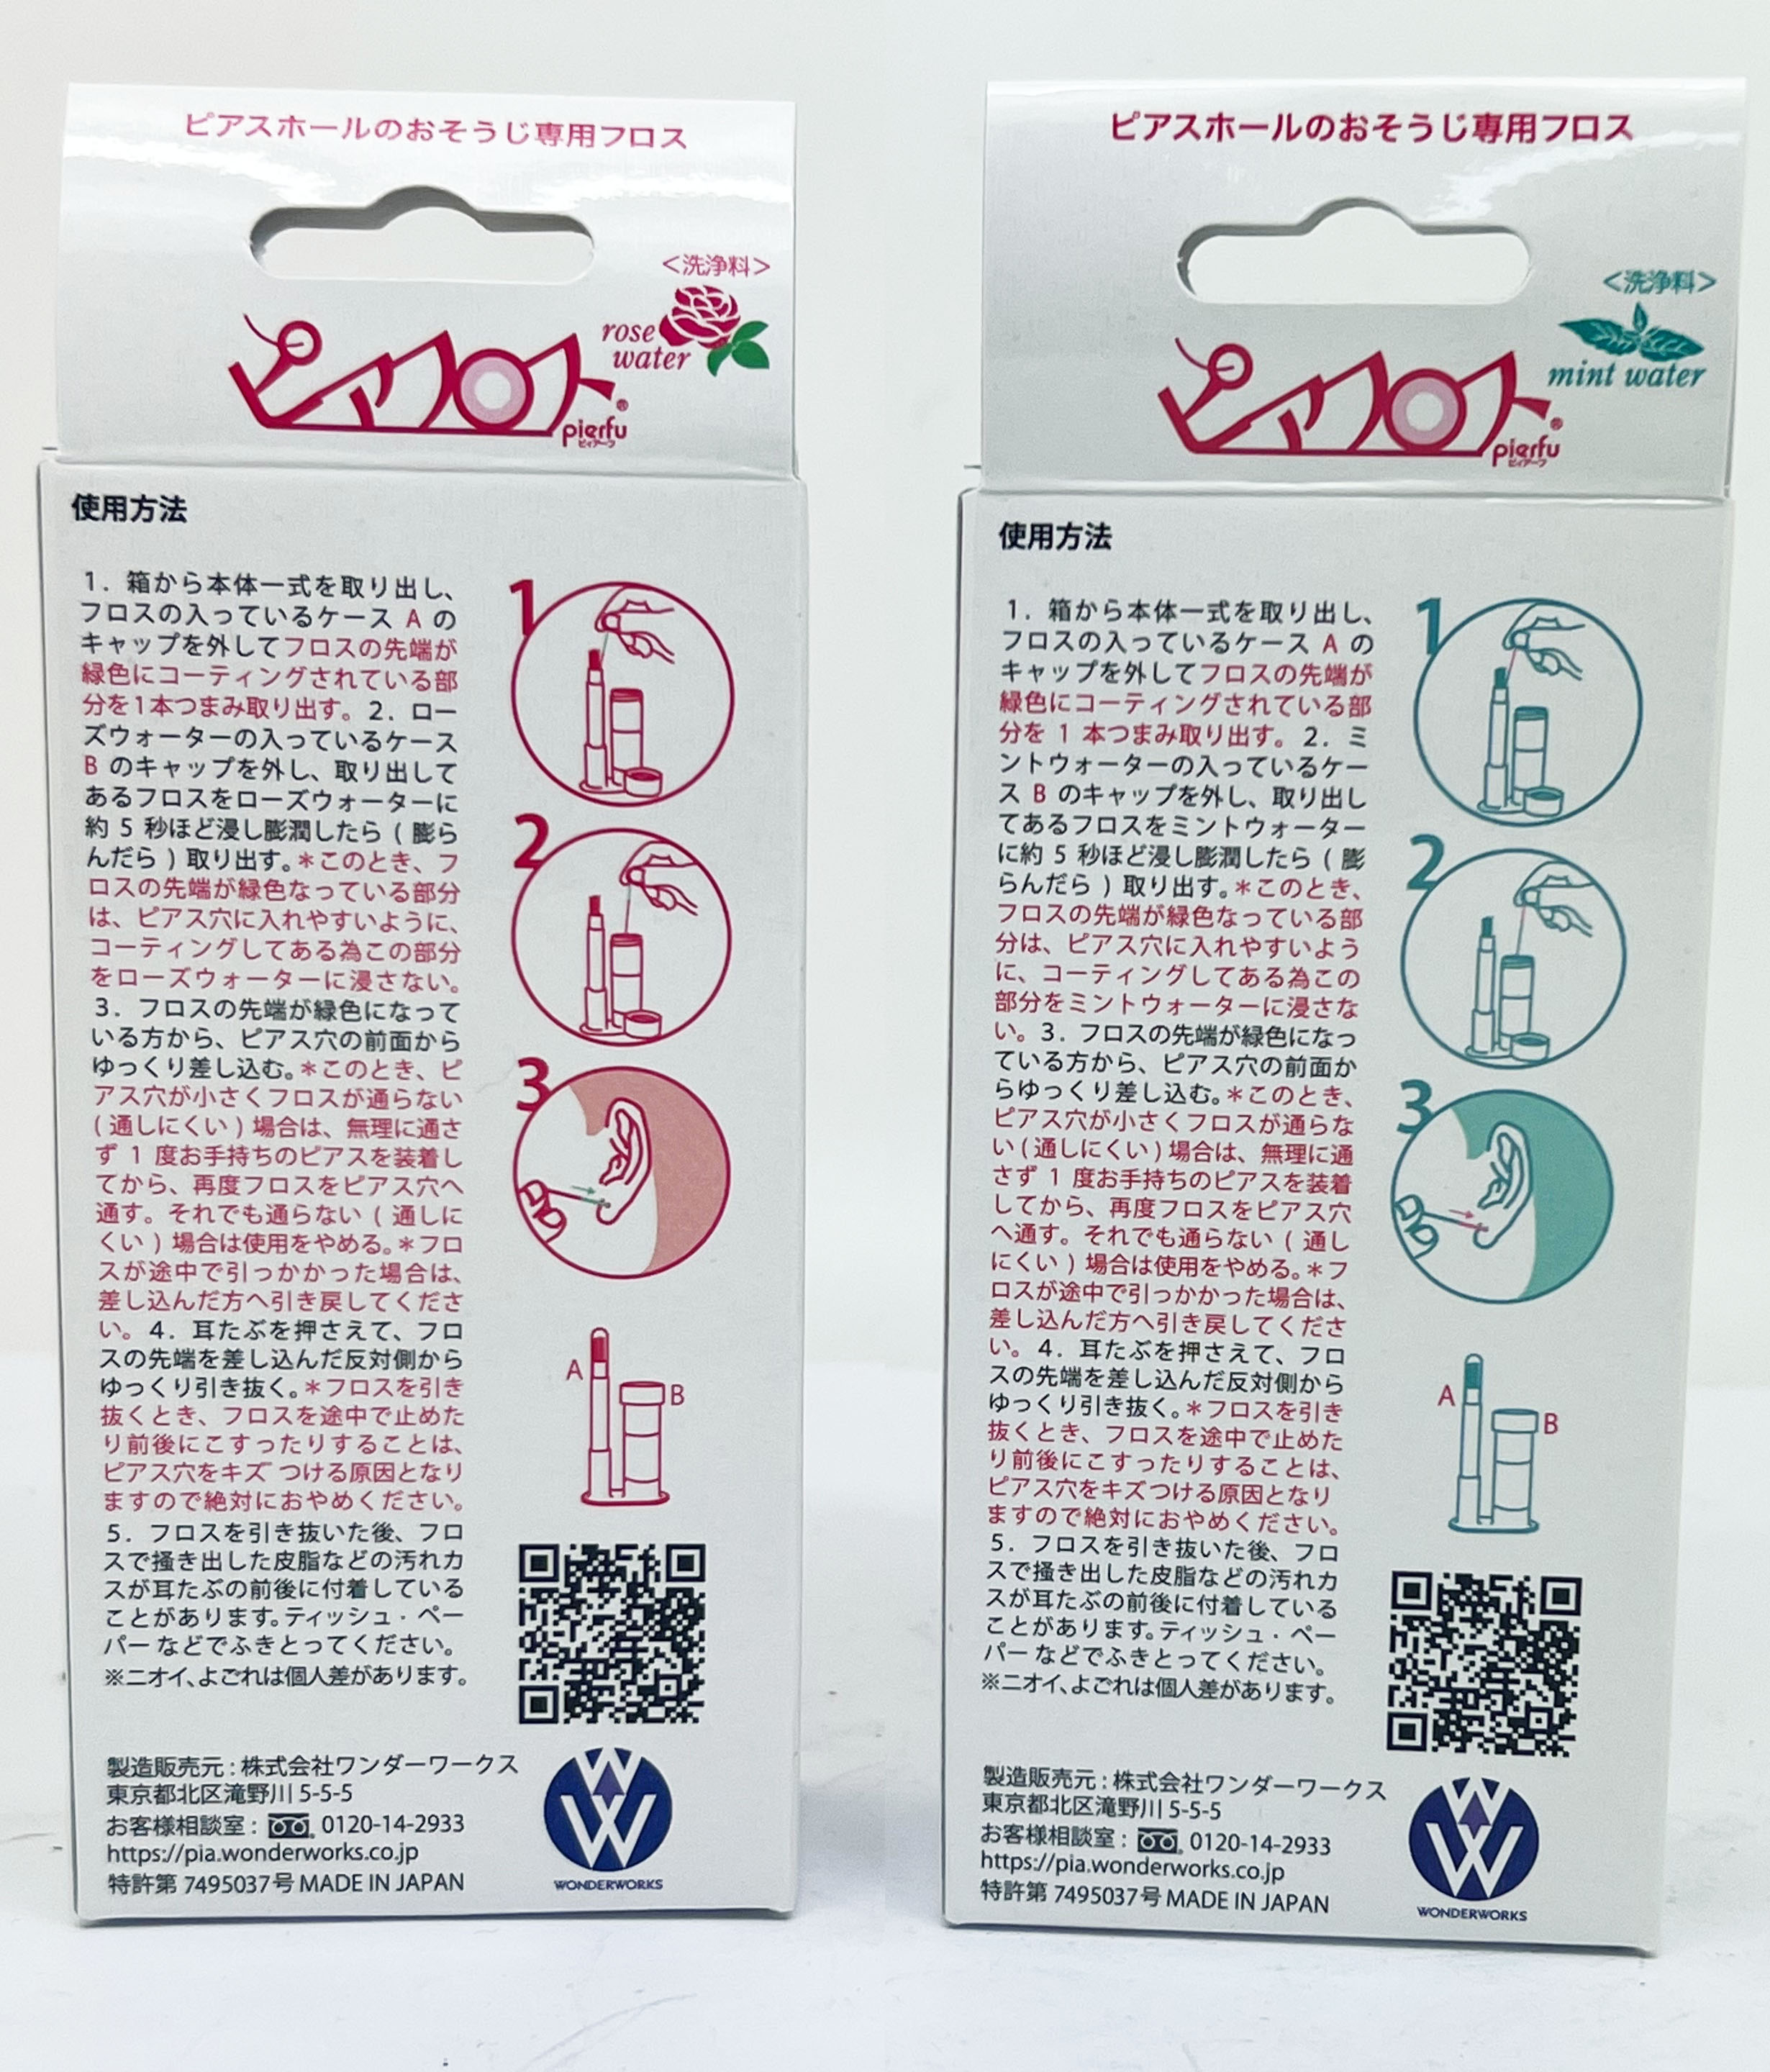 ピアスホールのおそうじ専用フロス
<洗浄料>
rose
water
ピアフロス®
pierfu
ピィアーフ
使用方法
1. 箱から本体一式を取り出し、
フロスの入っているケース A の
キャップを外してフロスの先端が
緑色にコーティングされている部
分を1本つまみ取り出す。2. ロー
ズウォーターの入っているケース
B のキャップを外し、取り出して
あるフロスをローズウォーターに
約 5 秒ほど浸し膨潤したら ( 膨ら
んだら ) 取り出す。＊このとき、フ
ロスの先端が緑色なっている部分
は、ピアス穴に入れやすいように、
コーティングしてある為この部分
をローズウォーターに浸さない。
3. フロスの先端が緑色になって
いる方から、ピアス穴の前面から
ゆっくり差し込む。＊このとき、ピ
アス穴が小さくフロスが通らない
( 通しにくい ) 場合は、無理に通さ
ず 1 度お手持ちのピアスを装着し
てから、再度フロスをピアス穴へ
通す。それでも通らない ( 通しに
くい ) 場合は使用をやめる。＊フロ
スが途中で引っかかった場合は、
差し込んだ方へ引き戻してくださ
い。4. 耳たぶを押さえて、フロ
スの先端を差し込んだ反対側から
ゆっくり引き抜く。＊フロスを引き
抜くとき、フロスを途中で止めた
り前後にこすったりすることは、
ピアス穴をキズ つける原因となり
ますので絶対におやめください。
5. フロスを引き抜いた後、フロ
スで掻き出した皮脂などの汚れカ
スが耳たぶの前後に付着している
ことがあります。ティッシュ・ペー
パーなどでふきとってください。
※ニオイ、よごれは個人差があります。
1
2
3
A
B
製造販売元 : 株式会社ワンダーワークス
東京都北区滝野川 5-5-5
お客様相談室 : 0120-14-2933
https://pia.wonderworks.co.jp
特許第 7495037号 MADE IN JAPAN
WONDERWORKS
ピアスホールのおそうじ専用フロス
<洗浄料>
mint water
ピアフロス®
pierfu
ピィアーフ
使用方法
1. 箱から本体一式を取り出し、
フロスの入っているケース A の
キャップを外してフロスの先端が
緑色にコーティングされている部
分を 1 本つまみ取り出す。2. ミ
ントウォーターの入っているケー
ス B のキャップを外し、取り出し
てあるフロスをミントウォーター
に約 5 秒ほど浸し膨潤したら ( 膨
らんだら ) 取り出す。＊このとき、
フロスの先端が緑色なっている部
分は、ピアス穴に入れやすいよう
に、コーティングしてある為この
部分をミントウォーターに浸さな
い。3. フロスの先端が緑色になっ
ている方から、ピアス穴の前面か
らゆっくり差し込む。＊このとき、
ピアス穴が小さくフロスが通らな
い ( 通しにくい ) 場合は、無理に通
さず 1 度お手持ちのピアスを装着
してから、再度フロスをピアス穴
へ通す。それでも通らない ( 通し
にくい ) 場合は使用をやめる。＊フ
ロスが途中で引っかかった場合は、
差し込んだ方へ引き戻してくださ
い。4. 耳たぶを押さえて、フロ
スの先端を差し込んだ反対側から
ゆっくり引き抜く。＊フロスを引き
抜くとき、フロスを途中で止めた
り前後にこすったりすることは、
ピアス穴をキズつける原因となり
ますので絶対におやめください。
5. フロスを引き抜いた後、フロ
スで掻き出した皮脂などの汚れカ
スが耳たぶの前後に付着している
ことがあります。ティッシュ・ペー
パーなどでふきとってください。
※ニオイ、よごれは個人差があります。
1
2
3
A
B
製造販売元 : 株式会社ワンダーワークス
東京都北区滝野川 5-5-5
お客様相談室 : 0120-14-2933
https://pia.wonderworks.co.jp
特許第 7495037号 MADE IN JAPAN
WONDERWORKS